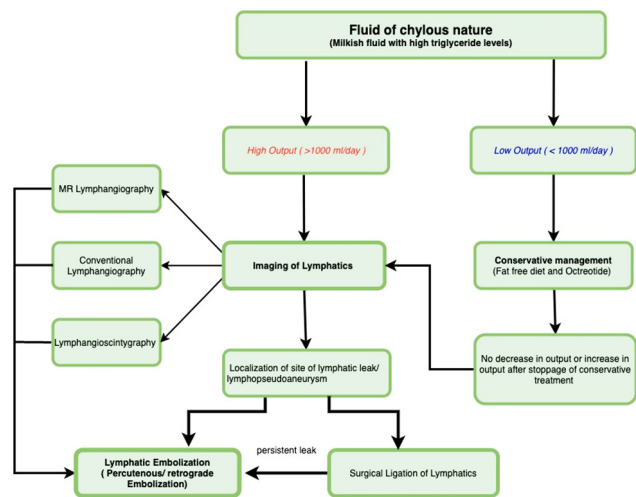 Fluid of chylous nature
(Milkish fluid with high triglyceride levels)
High Output ( >1000 ml/day )
Low Output ( < 1000 ml/day )
MR Lymphangiography
Conventional
Lymphangiography
Imaging of Lymphatics
Conservative management
(Fat free diet and Octreotide)
Lymphangioscintygraphy
Localization of site of lymphatic leak/
lymphopseudoaneurysm
No decrease in output or increase in
output after stoppage of conservative
treatment
Lymphatic Embolization
( Percutenous/ retrograde
Embolization)
persistent leak
Surgical Ligation of Lymphatics